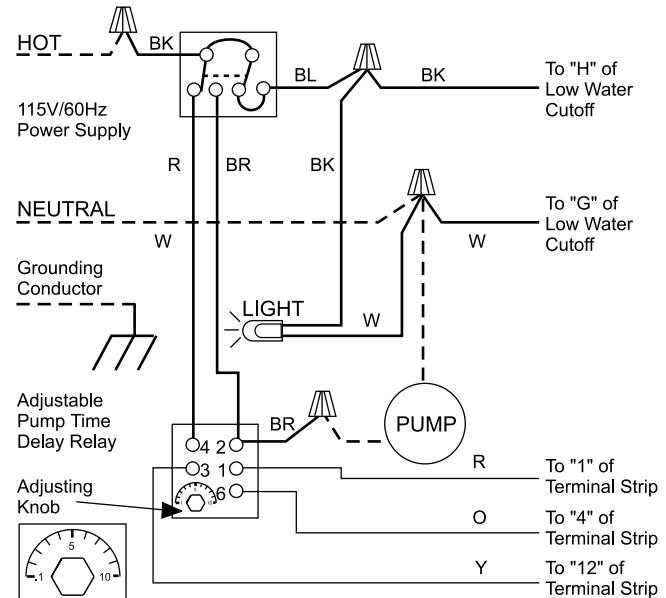 HOT
BK
115V/60Hz
Power Supply
BL
BK
To "H" of
Low Water
Cutoff
R
BR
BK
NEUTRAL
W
To "G" of
Low Water
Cutoff
W
Grounding
Conductor
LIGHT
W
Adjustable
Pump Time
Delay Relay
BR
PUMP
4 2
3 1
6
R
To "1" of
Terminal Strip
Adjusting
Knob
O
To "4" of
Terminal Strip
5
.1 10
Y
To "12" of
Terminal Strip